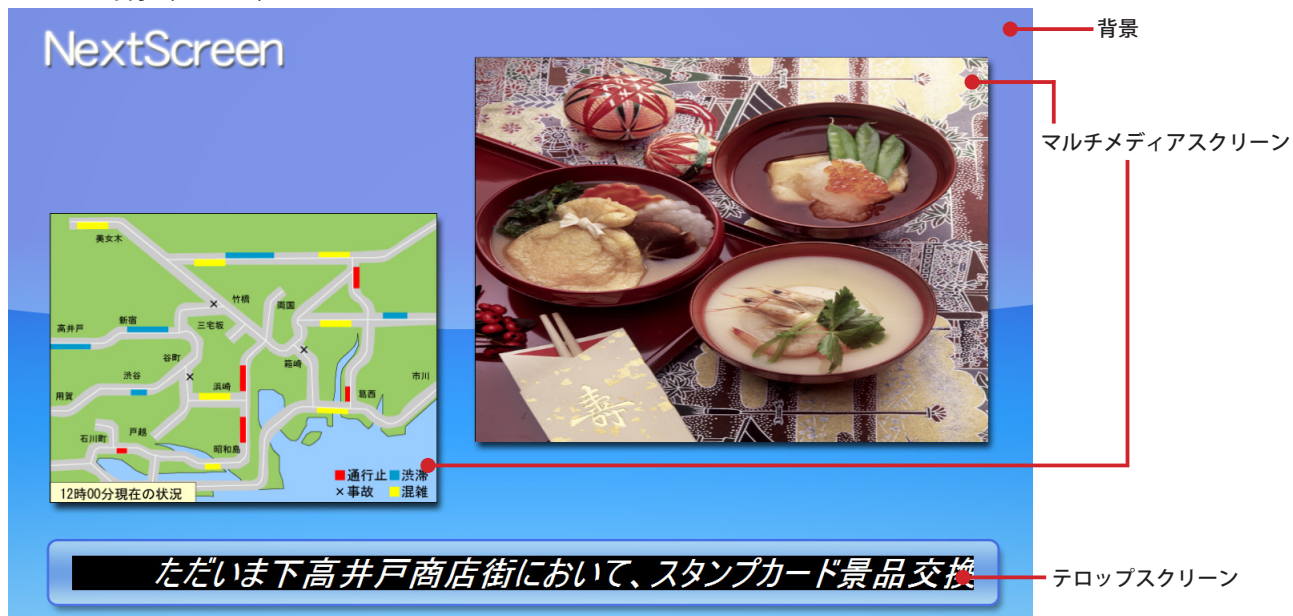 NextScreen
背景
マルチメディアスクリーン
美女木
竹橋
両国
新宿
三宅坂
高井戸
谷町
箱崎
渋谷
浜崎
市川
用賀
葛西
石川町
戸越
昭和島
■通行止■渋滞
×事故 ■混雑
12時00分現在の状況
寿
ただいま下高井戸商店街において、スタンプカード景品交換
テロップスクリーン